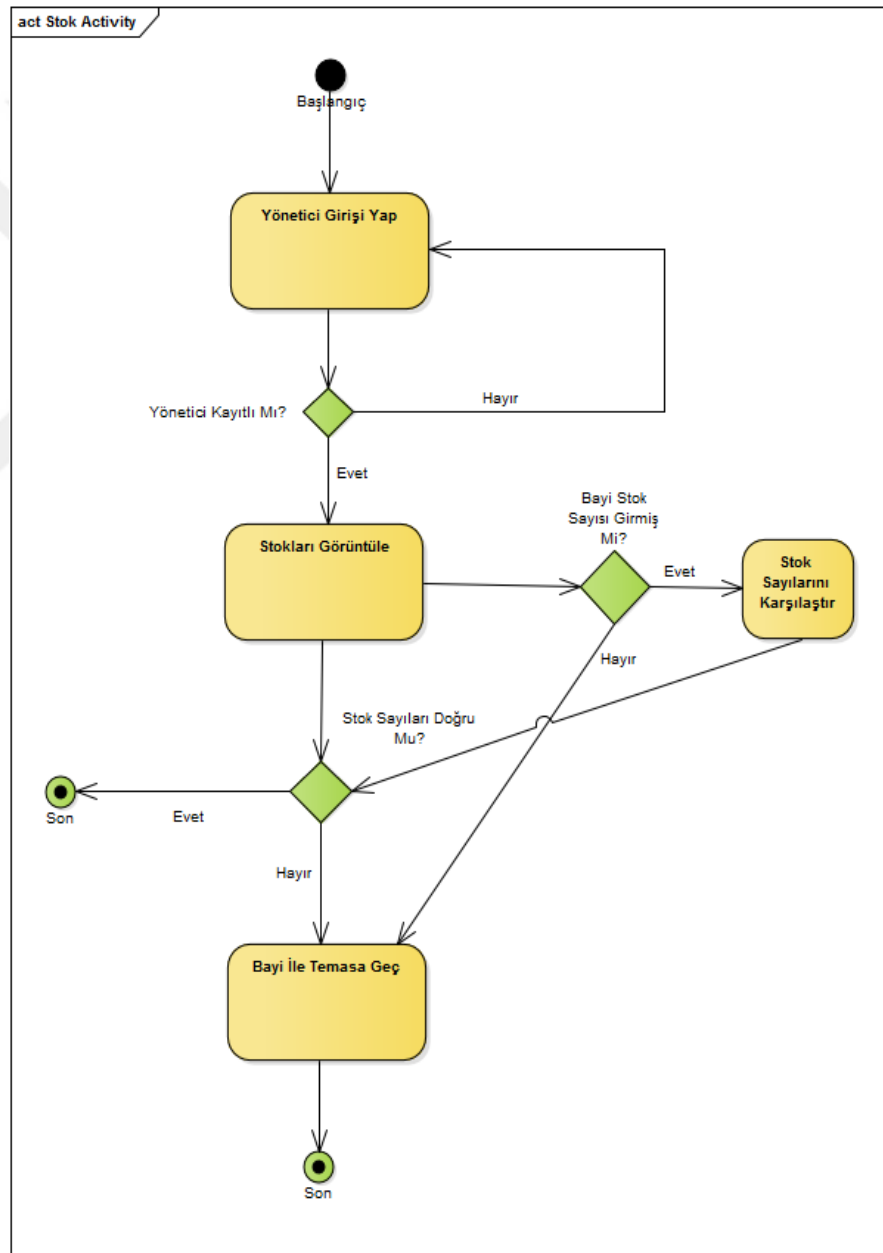 act Stok Activity
Başlangıç
Yönetici Girişi Yap
Yönetici Kayıtlı Mı?
Hayır
Evet
Bayi Stok
Sayısı Girmiş
Mi?
Stokları Görüntüle
Evet
Stok
Sayılarını
Karşılaştır
Hayır
Stok Sayıları Doğru
Mu?
Son
Evet
Hayır
Bayi İle Temasa Geç
Son